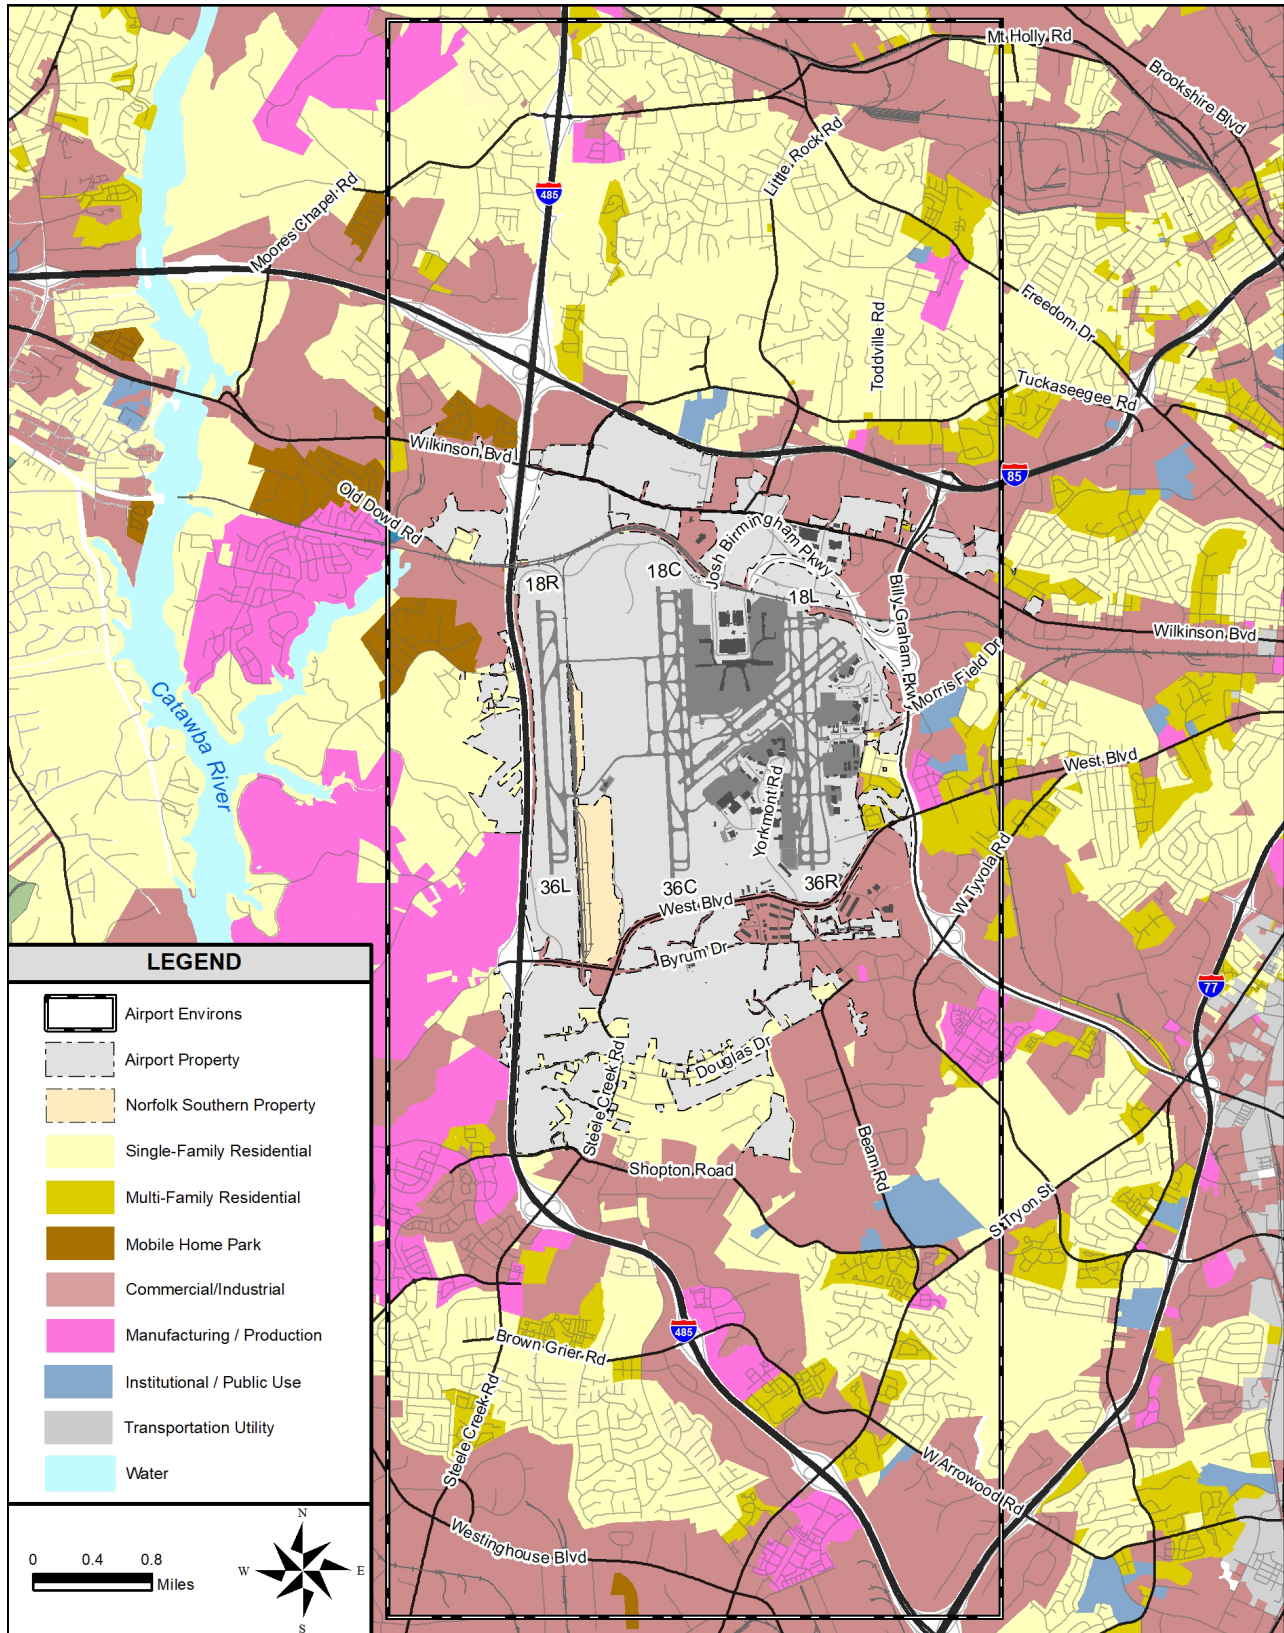 Mt Holly Rd
Brookshire Blvd
Little Rock Rd
485
Moores Chapel Rd
Freedom Dr
Toddville Rd
Tuckaseegee Rd
Wilkinson Blvd
85
Old Dowd Rd
Josh Birmingham Pkwy
18R
18C
18L
Billy Graham Pkwy
Wilkinson Blvd
Morris Field Dr
Catawba River
West Blvd
Yorkmont Rd
W Tyvola Rd
36L
36C
36R
West Blvd
Byrum Dr
77
Douglas Dr
Steele Creek Rd
Beam Rd
Shopton Road
S Tryon St
485
Brown Grier Rd
Steele Creek Rd
W Arrowood Rd
Westinghouse Blvd
LEGEND
Airport Environs
Airport Property
Norfolk Southern Property
Single-Family Residential
Multi-Family Residential
Mobile Home Park
Commercial/Industrial
Manufacturing / Production
Institutional / Public Use
Transportation Utility
Water
0 0.4 0.8
Miles
N
W E
S